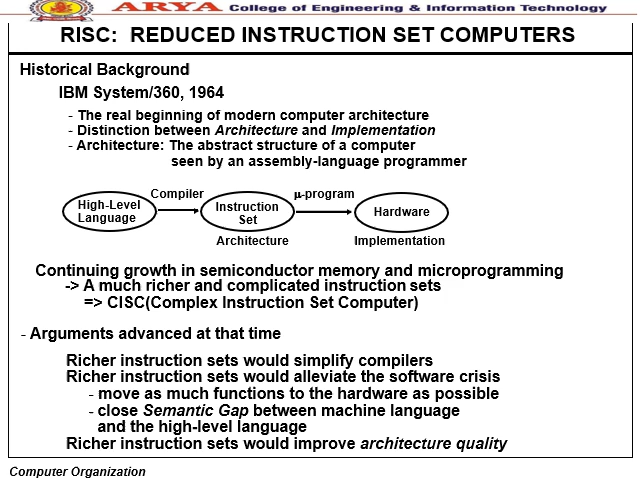 ARYA College of Engineering & Information Technology
RISC: REDUCED INSTRUCTION SET COMPUTERS
Historical Background
IBM System/360, 1964
- The real beginning of modern computer architecture
- Distinction between Architecture and Implementation
- Architecture: The abstract structure of a computer
seen by an assembly-language programmer
Compiler
μ-program
High-Level
Language
Instruction
Set
Hardware
Architecture
Implementation
Continuing growth in semiconductor memory and microprogramming
-> A much richer and complicated instruction sets
=> CISC(Complex Instruction Set Computer)
- Arguments advanced at that time
Richer instruction sets would simplify compilers
Richer instruction sets would alleviate the software crisis
- move as much functions to the hardware as possible
- close Semantic Gap between machine language
and the high-level language
Richer instruction sets would improve architecture quality
Computer Organization